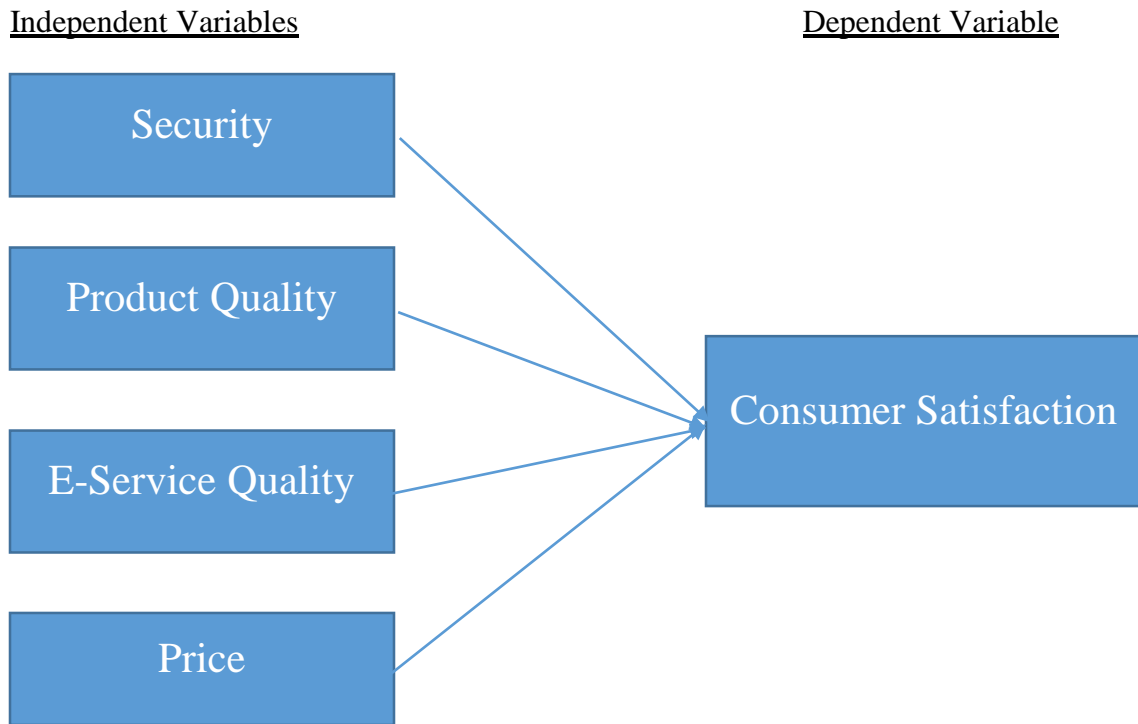 Independent Variables
Dependent Variable
Security
Product Quality
E-Service Quality
Price
Consumer Satisfaction